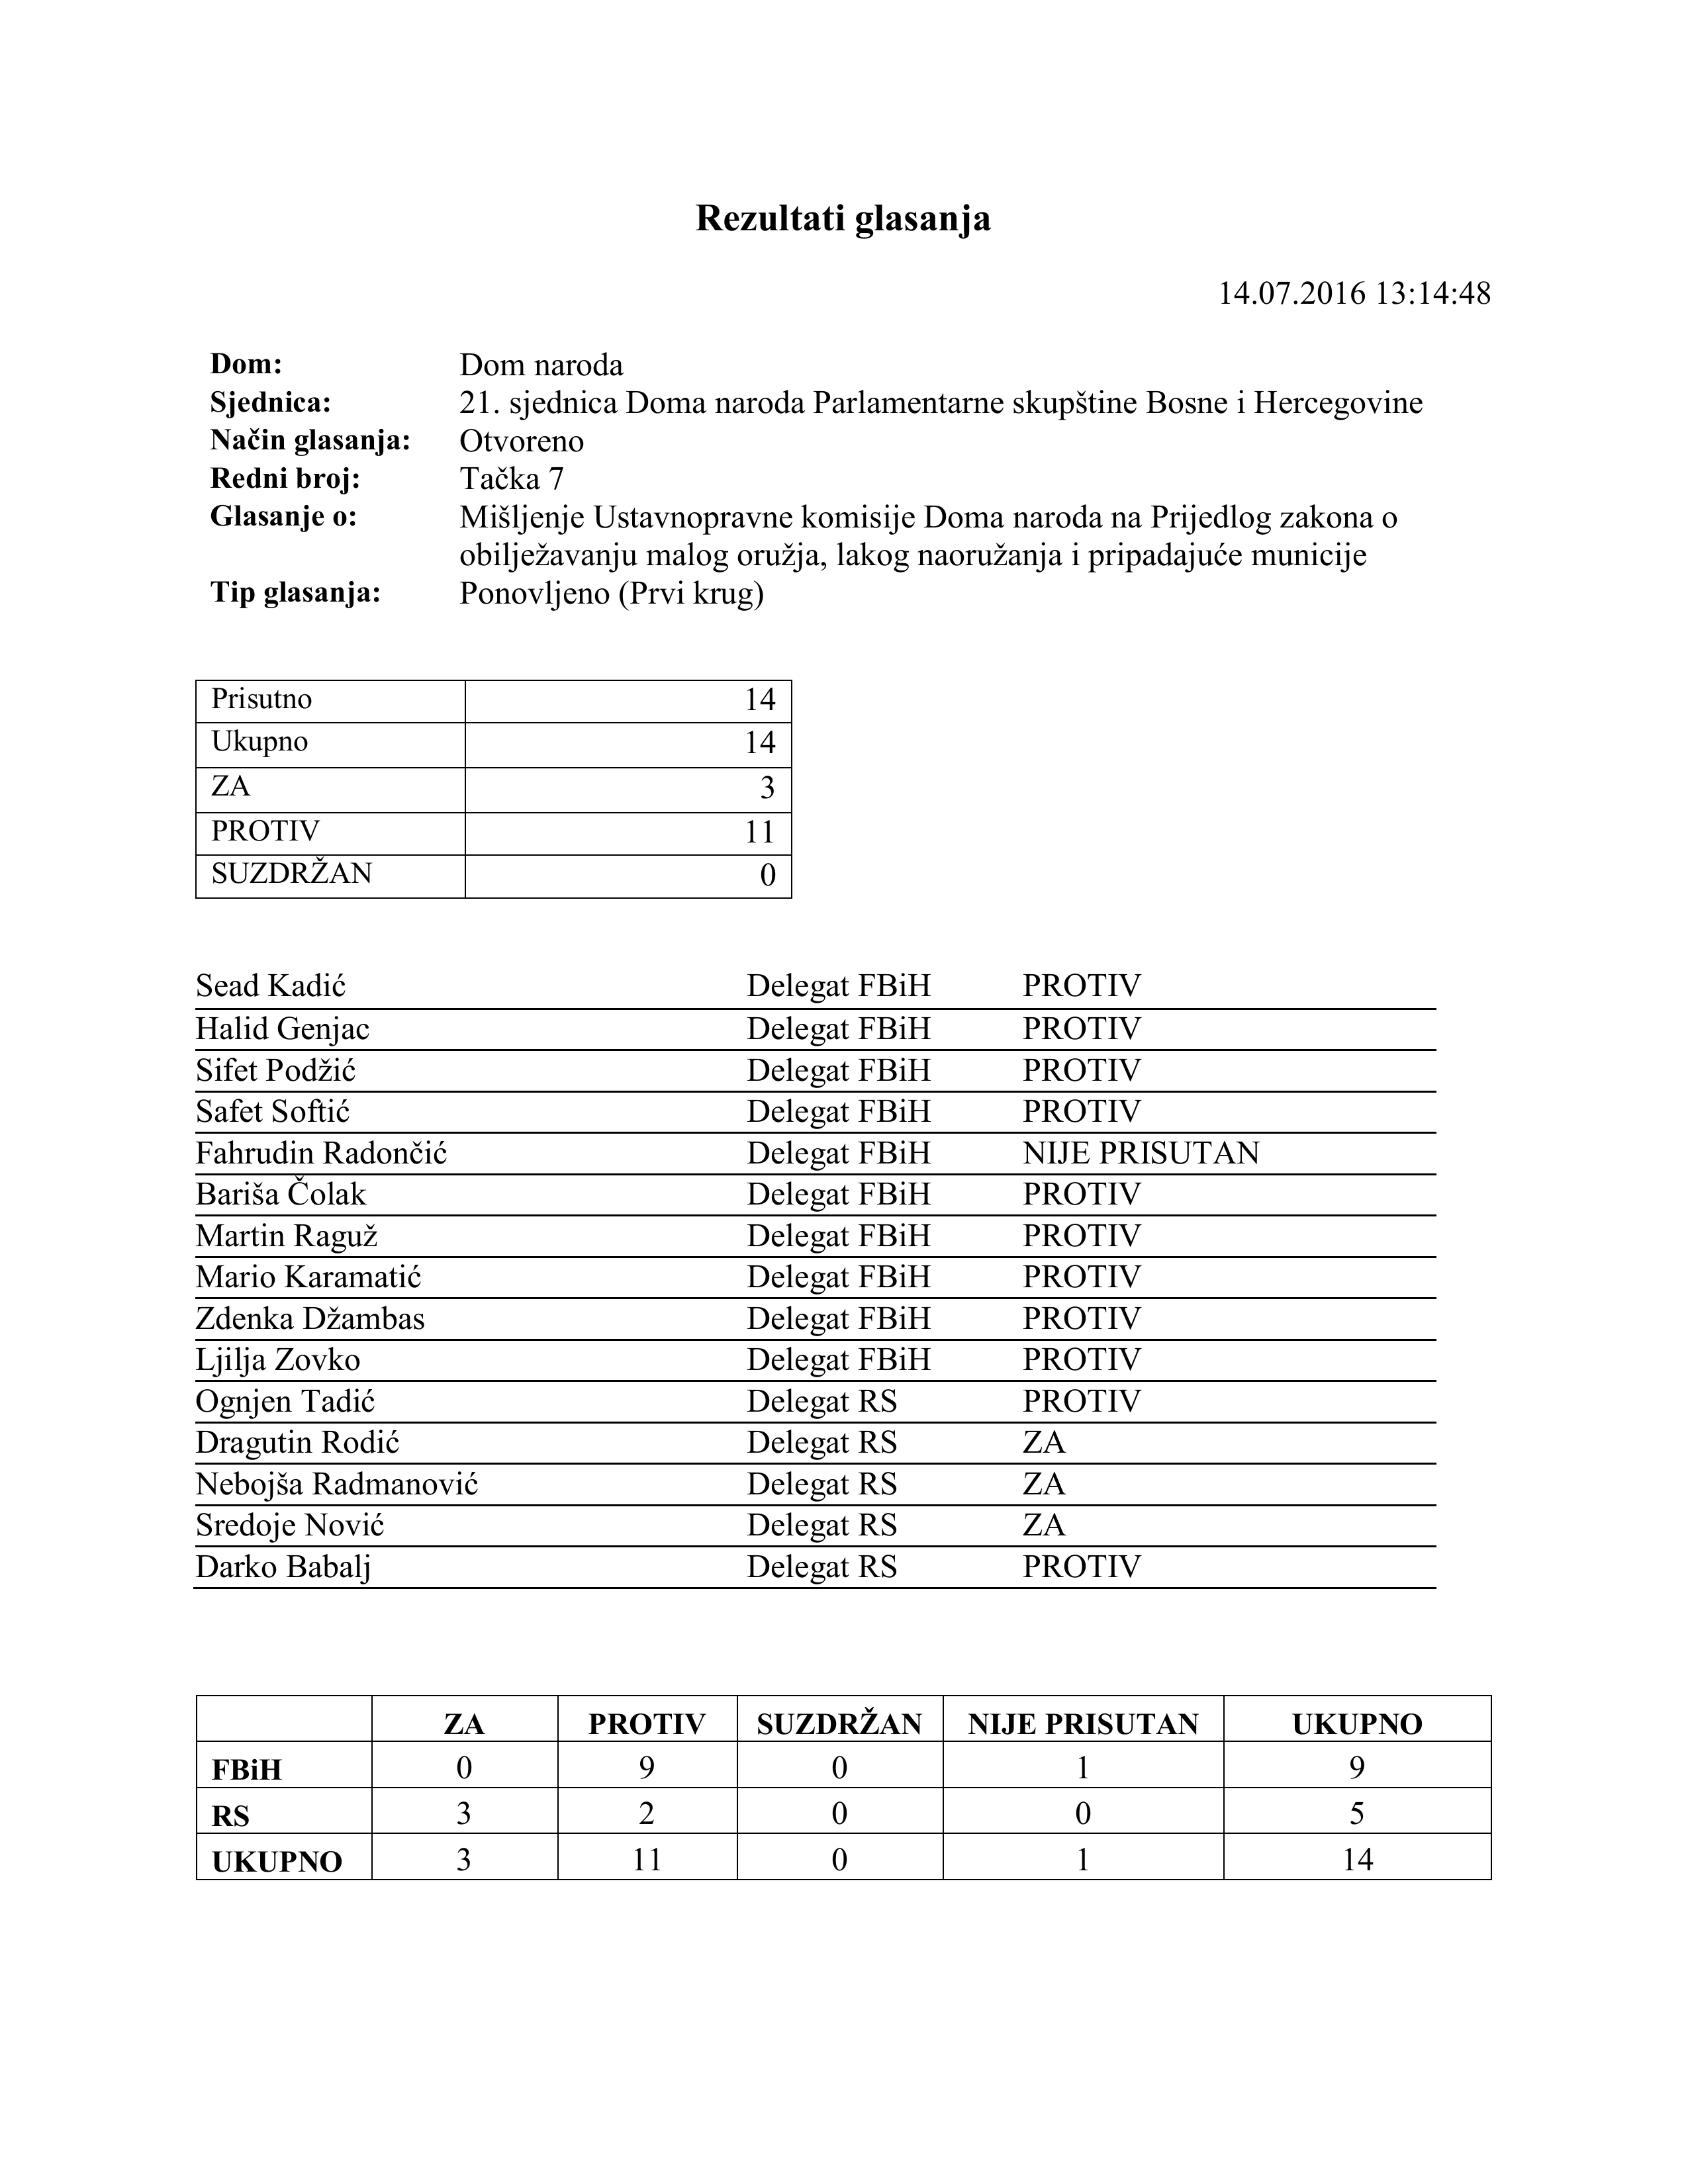 Rezultati glasanja
14.07.2016 13:14:48
Dom: Dom naroda
Sjednica: 21. sjednica Doma naroda Parlamentarne skupštine Bosne i Hercegovine
Način glasanja: Otvoreno
Redni broj: Tačka 7
Glasanje o: Mišljenje Ustavnopravne komisije Doma naroda na Prijedlog zakona o
obilježavanju malog oružja, lakog naoružanja i pripadajuće municije
Tip glasanja: Ponovljeno (Prvi krug)
Prisutno 14
Ukupno 14
ZA 3
PROTIV 11
SUZDRŽAN 0
Sead Kadić Delegat FBiH PROTIV
Halid Genjac Delegat FBiH PROTIV
Sifet Podžić Delegat FBiH PROTIV
Safet Softić Delegat FBiH PROTIV
Fahrudin Radončić Delegat FBiH NIJE PRISUTAN
Bariša Čolak Delegat FBiH PROTIV
Martin Raguž Delegat FBiH PROTIV
Mario Karamatić Delegat FBiH PROTIV
Zdenka Džambas Delegat FBiH PROTIV
Ljilja Zovko Delegat FBiH PROTIV
Ognjen Tadić Delegat RS PROTIV
Dragutin Rodić Delegat RS ZA
Nebojša Radmanović Delegat RS ZA
Sredoje Nović Delegat RS ZA
Darko Babalj Delegat RS PROTIV
ZA PROTIV SUZDRŽAN NIJE PRISUTAN UKUPNO
FBiH 0 9 0 1 9
RS 3 2 0 0 5
UKUPNO 3 11 0 1 14